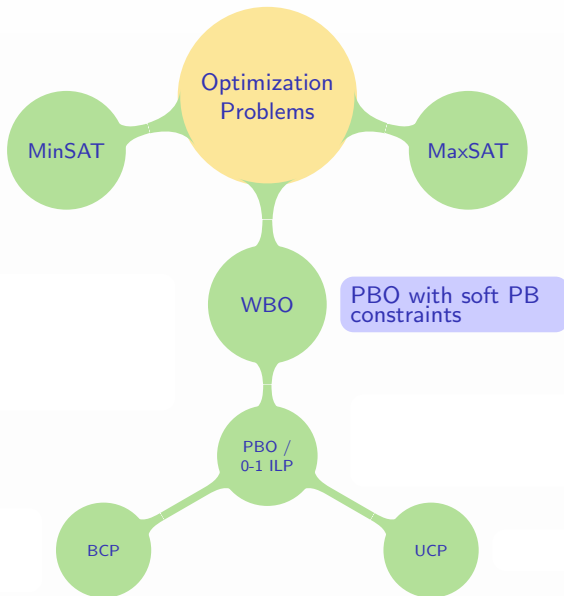 Optimization
Problems
MinSAT
MaxSAT
WBO
PBO with soft PB
constraints
PBO /
0-1 ILP
BCP
UCP